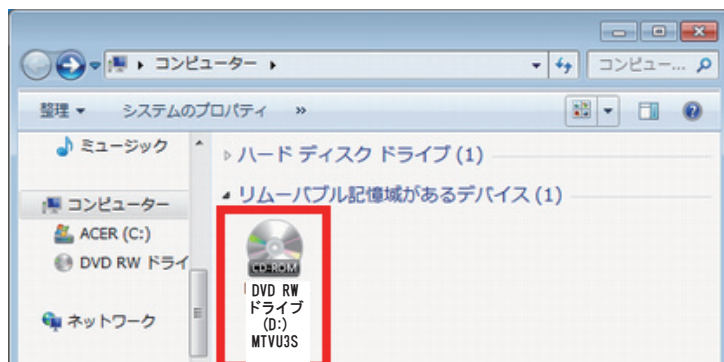 コンピューター
コンピュー...
整理 システムのプロパティ »
ミュージック
コンピューター
ACER (C:)
DVD RW ドライ
ネットワーク
ハード ディスク ドライブ (1)
リムーバブル記憶域があるデバイス (1)
CD-ROM
DVD RW
ドライブ
(D:)
MTVU3S